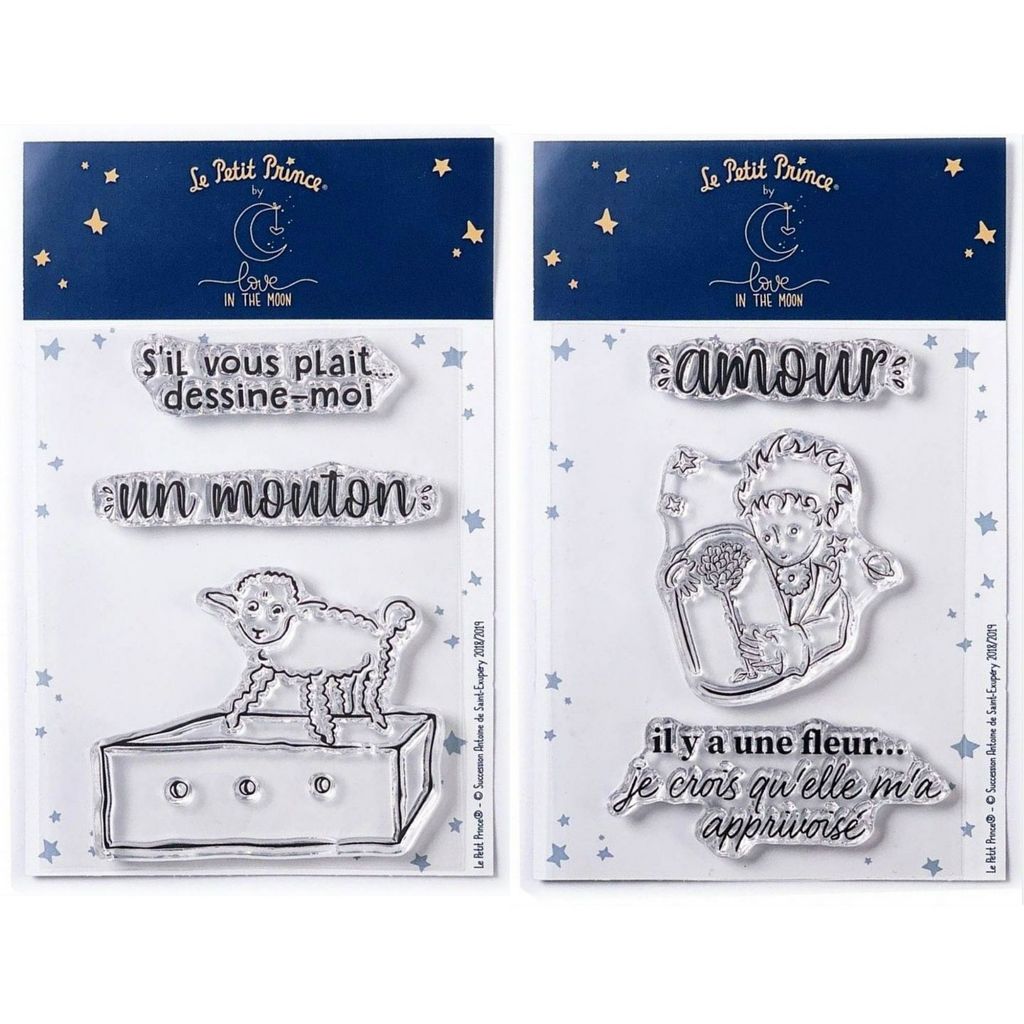 Le Petit Prince®
by
love
IN THE MOON
S'il vous plait...
dessine-moi
un mouton
Le Petit Prince® - © Succession Antoine de Saint-Exupéry 2018/2019
Le Petit Prince®
by
love
IN THE MOON
amour
il y a une fleur...
je crois qu'elle m'a
apprivoisé
Le Petit Prince® - © Succession Antoine de Saint-Exupéry 2018/2019